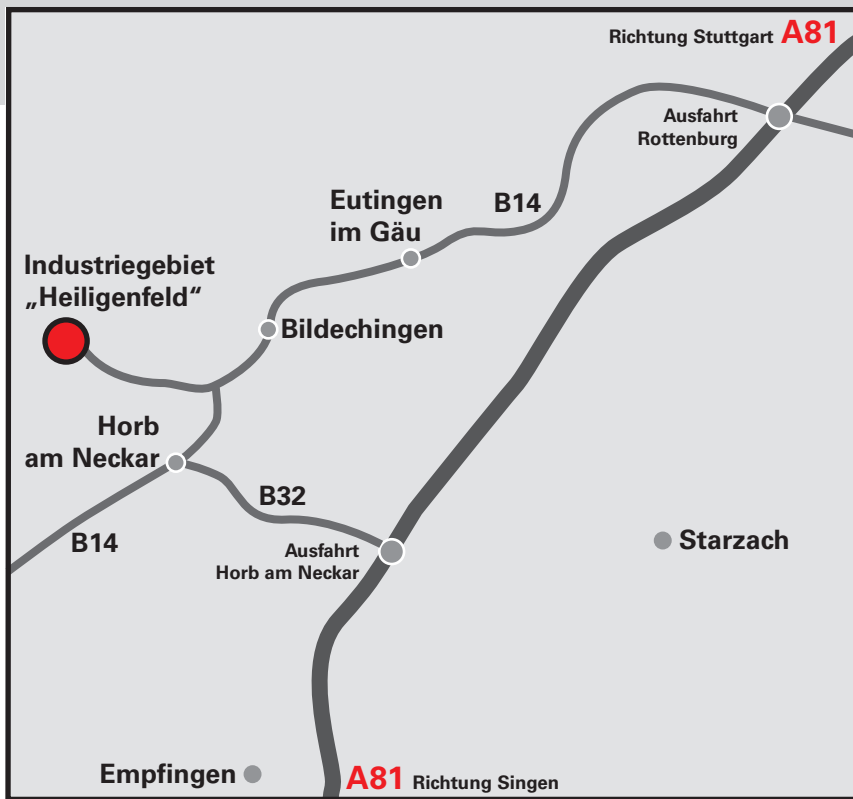 Richtung Stuttgart A81
Ausfahrt
Rottenburg
B14
Eutingen
im Gäu
Industriegebiet
„Heiligenfeld“
Bildechingen
Horb
am Neckar
B32
B14
Ausfahrt
Horb am Neckar
Starzach
Empfingen
A81 Richtung Singen